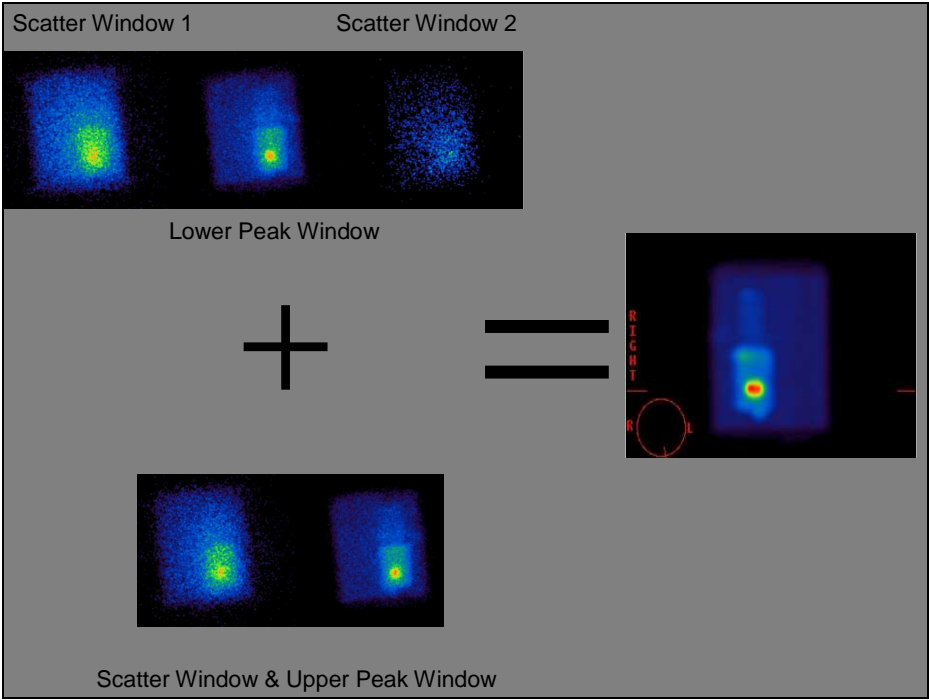 Scatter Window 1
Scatter Window 2
Lower Peak Window
RIGHT
R
L
Scatter Window & Upper Peak Window